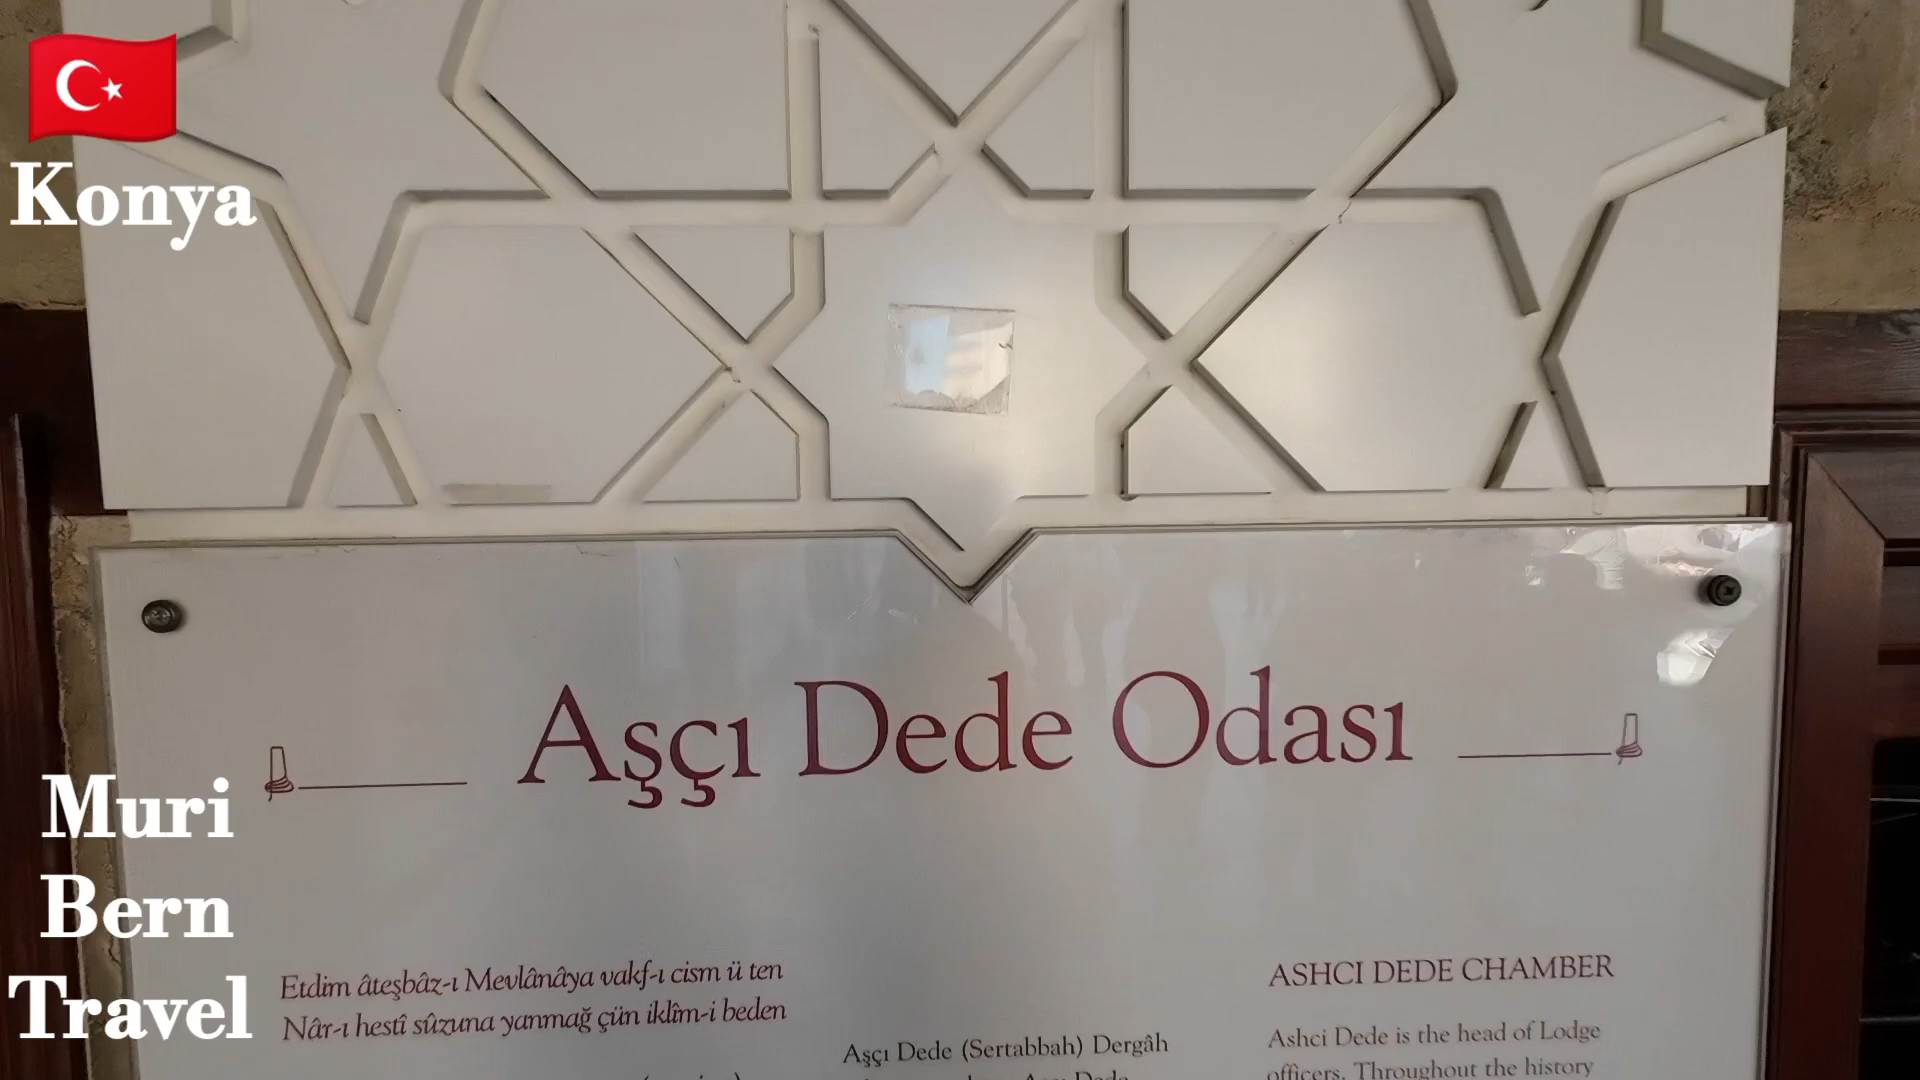 Konya
Muri
Bern
Travel
Aşçı Dede Odası
Etdim âteşbâz-ı Mevlânâya vakf-ı cism ü ten
Nâr-ı hestî sûzuna yanmağ çün iklîm-i beden
Aşçı Dede (Sertabbah) Dergâh
ASHCI DEDE CHAMBER
Ashci Dede is the head of Lodge
officers. Throughout the history